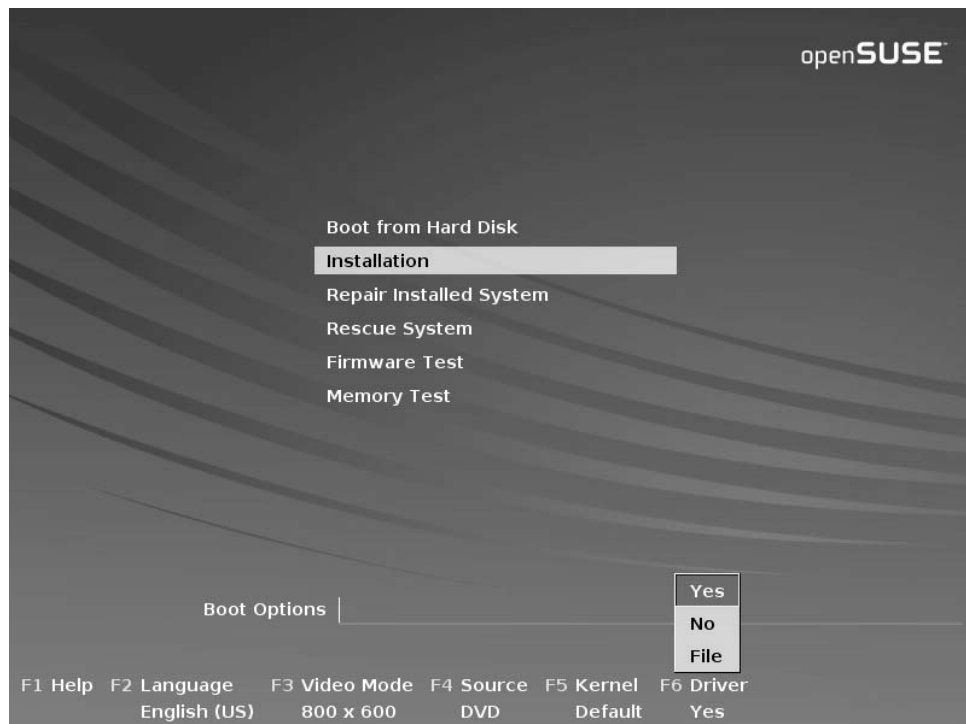 openSUSE
Boot from Hard Disk
Installation
Repair Installed System
Rescue System
Firmware Test
Memory Test
Boot Options
Yes
No
File
F1 Help F2 Language F3 Video Mode F4 Source F5 Kernel F6 Driver
English (US) 800 x 600 DVD Default Yes